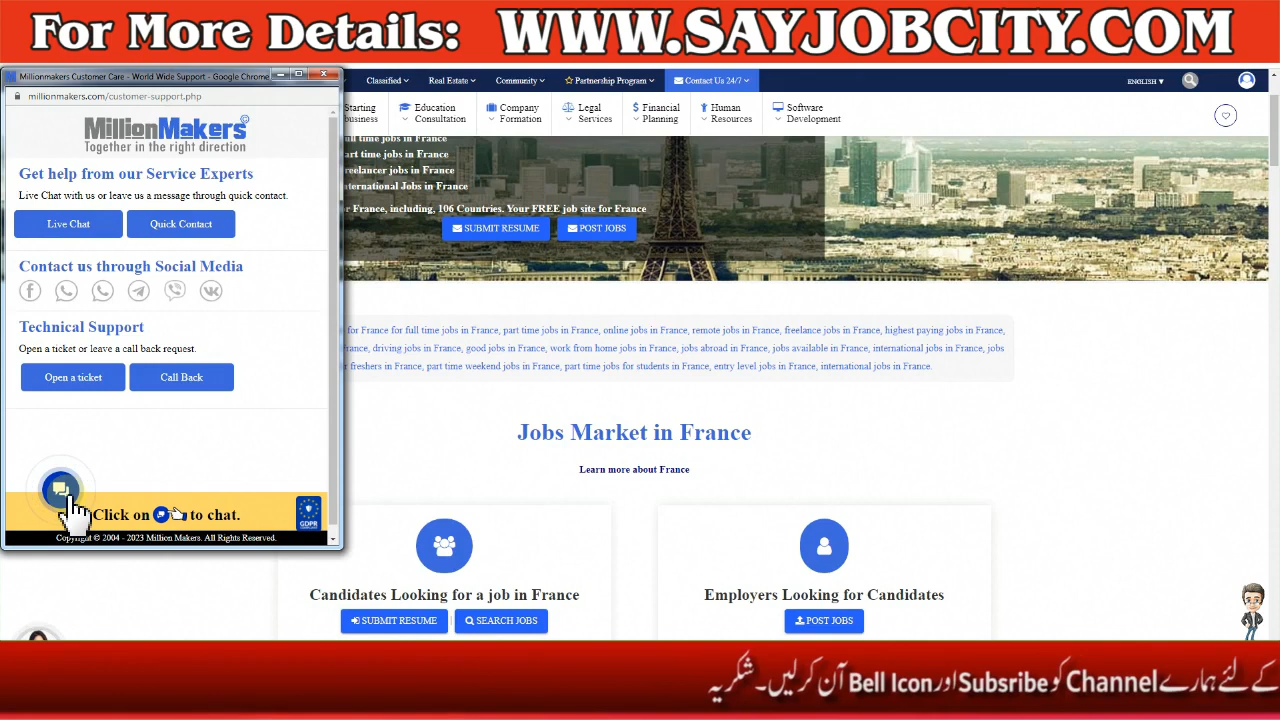 For More Details: WWW.SAYJOBCITY.COM
Millionmakers Customer Care - World Wide Support - Google Chrome
millionmakers.com/customer-support.php
MillionMakers©
Together in the right direction
Get help from our Service Experts
Live Chat with us or leave us a message through quick contact.
Live Chat Quick Contact
Contact us through Social Media
Technical Support
Open a ticket or leave a call back request.
Open a ticket Call Back
Click on to chat.
GDPR
Copyright © 2004 - 2023 Million Makers. All Rights Reserved.
Classified Real Estate Community Partnership Program Contact Us 24/7 ENGLISH ▼
Starting Education Company Legal Financial Human Software
business Consultation Formation Services Planning Resources Development
full time jobs in France
part time jobs in France
freelancer jobs in France
International Jobs in France
for France, including, 106 Countries. Your FREE job site for France
SUBMIT RESUME POST JOBS
for France for full time jobs in France, part time jobs in France, online jobs in France, remote jobs in France, freelance jobs in France, highest paying jobs in France,
France, driving jobs in France, good jobs in France, work from home jobs in France, jobs abroad in France, jobs available in France, international jobs in France, jobs
freshers in France, part time weekend jobs in France, part time jobs for students in France, entry level jobs in France, international jobs in France.
Jobs Market in France
Learn more about France
Candidates Looking for a job in France
SUBMIT RESUME | SEARCH JOBS
Employers Looking for Candidates
POST JOBS
کے لئے ہمارے Channel کو Subsribe اور Bell Icon آن کرلیں۔ شکریہ